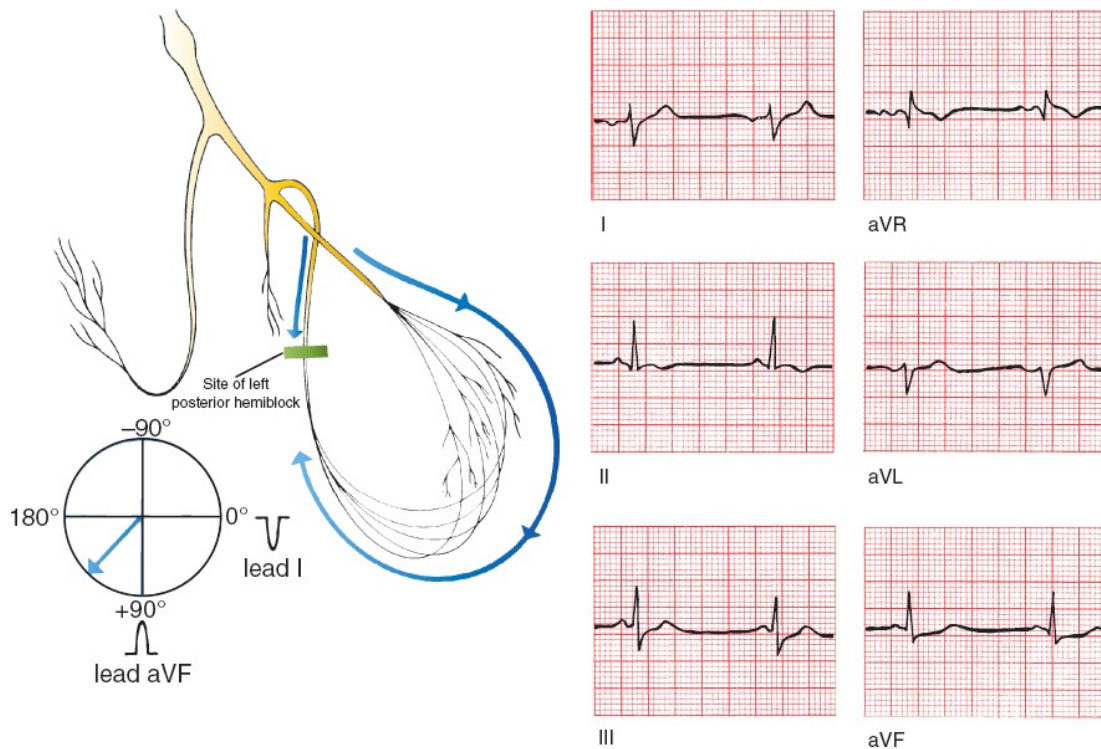 Site of left
posterior hemiblock
–90°
180°
0°
+90°
lead I
lead aVF
I
aVR
II
aVL
III
aVF